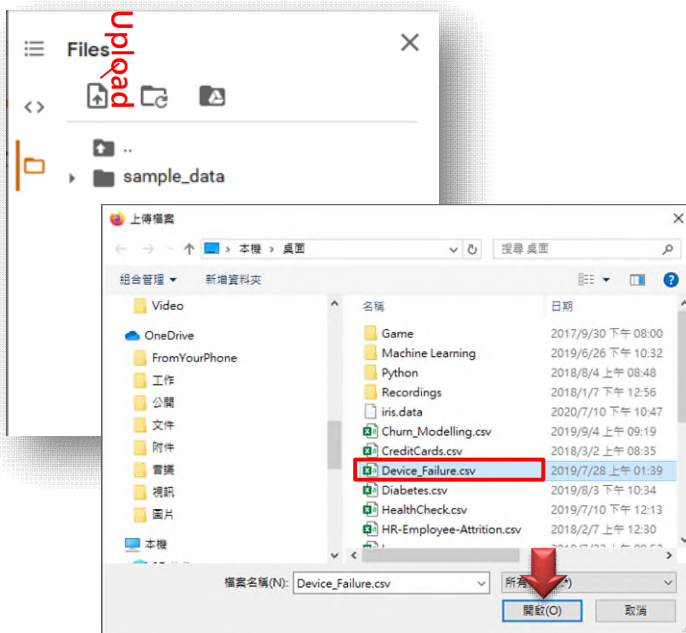 Files
Upload
..
sample_data
上傳檔案
本機 › 桌面
搜尋 桌面
組合管理
新增資料夾
Video
OneDrive
FromYourPhone
工作
公開
文件
附件
音議
視訊
圖片
本機
名稱
日期
Game
2017/9/30 下午 08:00
Machine Learning
2019/6/26 下午 10:32
Python
2018/8/4 上午 08:48
Recordings
2018/1/7 下午 12:56
iris.data
2020/7/10 下午 10:47
Churn_Modelling.csv
2019/9/4 上午 09:19
CreditCards.csv
2018/3/2 上午 08:35
Device_Failure.csv
2019/7/28 上午 01:39
Diabetes.csv
2019/8/3 下午 10:34
HealthCheck.csv
2019/7/10 下午 12:13
HR-Employee-Attrition.csv
2018/2/7 上午 12:30
檔案名稱(N): Device_Failure.csv
所有
開啟(O)
取消